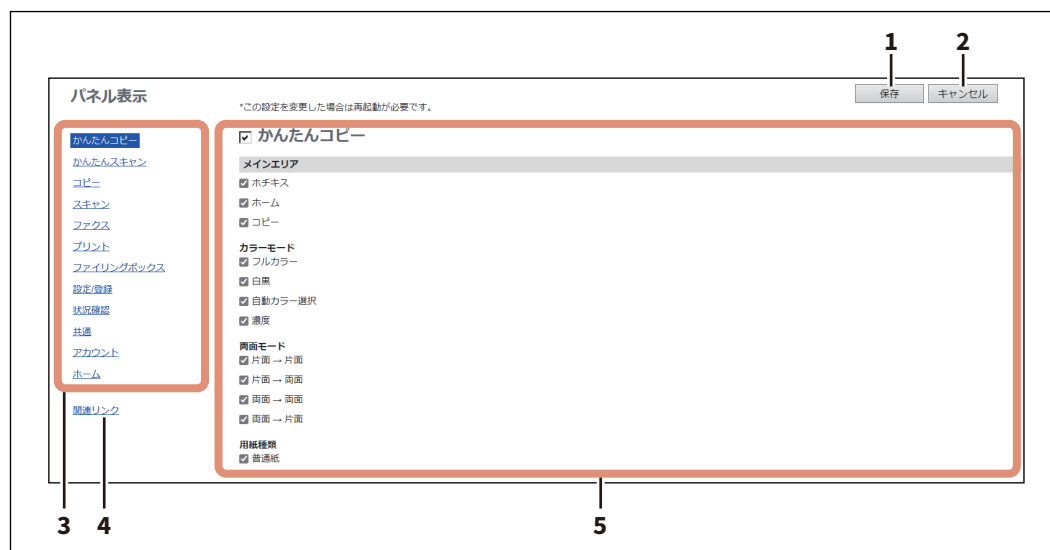 1 2
パネル表示
*この設定を変更した場合は再起動が必要です。
保存 キャンセル
かんたんコピー
かんたんスキャン
コピー
スキャン
ファクス
プリント
ファイリングボックス
設定/登録
状況確認
共通
アカウント
ホーム
関連リンク
かんたんコピー
メインエリア
ホチキス
ホーム
コピー
カラーモード
フルカラー
白黒
自動カラー選択
濃度
両面モード
片面 → 片面
片面 → 両面
両面 → 両面
両面 → 片面
用紙種類
普通紙
3 4 5